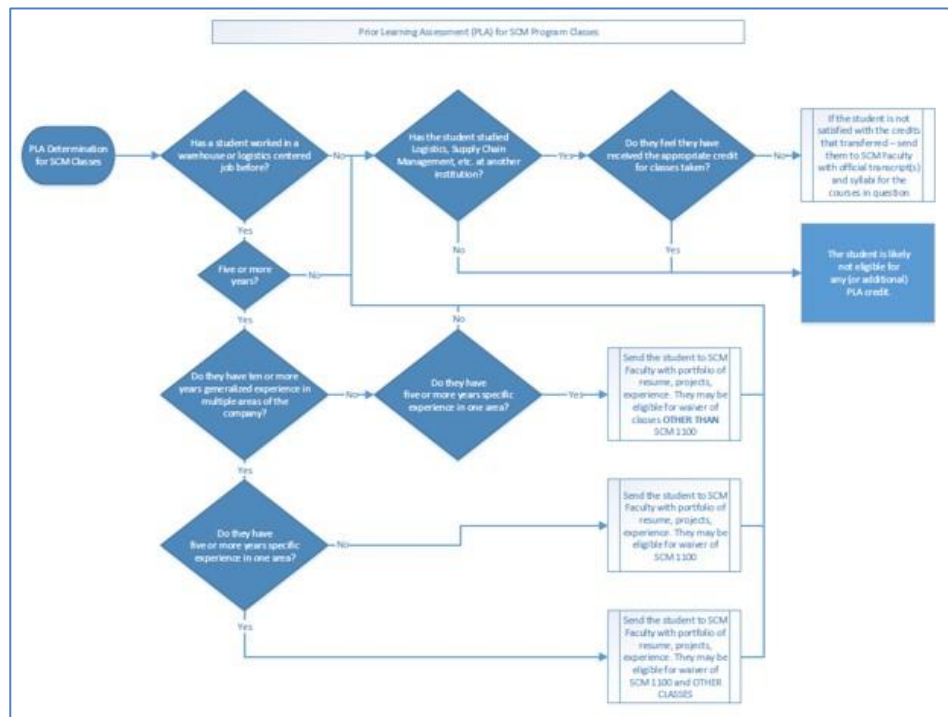 Prior Learning Assessment (PLA) for SCM Program Classes
PLA Determination
for SCM Classes
Has a student worked in a
warehouse or logistics centered
job before?
No
Has the student studied
Logistics, Supply Chain
Management, etc. at another
institution?
Yes
Do they feel they have
received the appropriate credit
for classes taken?
No
If the student is not
satisfied with the credits
that transferred – send
them to SCM Faculty
with official transcript(s)
and syllabi for the
courses in question
Yes
No
Yes
Five or more
years?
No
The student is likely
not eligible for
any (or additional)
PLA credit.
Yes
No
Do they have ten or more
years generalized experience in
multiple areas of the
company?
No
Do they have
five or more years specific
experience in one area?
Yes
Send the student to SCM
Faculty with portfolio of
resume, projects,
experience. They may be
eligible for waiver of
classes OTHER THAN
SCM 1100
Yes
Do they have
five or more years specific
experience in one area?
No
Send the student to SCM
Faculty with portfolio of
resume, projects,
experience. They may be
eligible for waiver of
SCM 1100
Yes
Send the student to SCM
Faculty with portfolio of
resume, projects,
experience. They may be
eligible for waiver of
SCM 1100 and OTHER
CLASSES